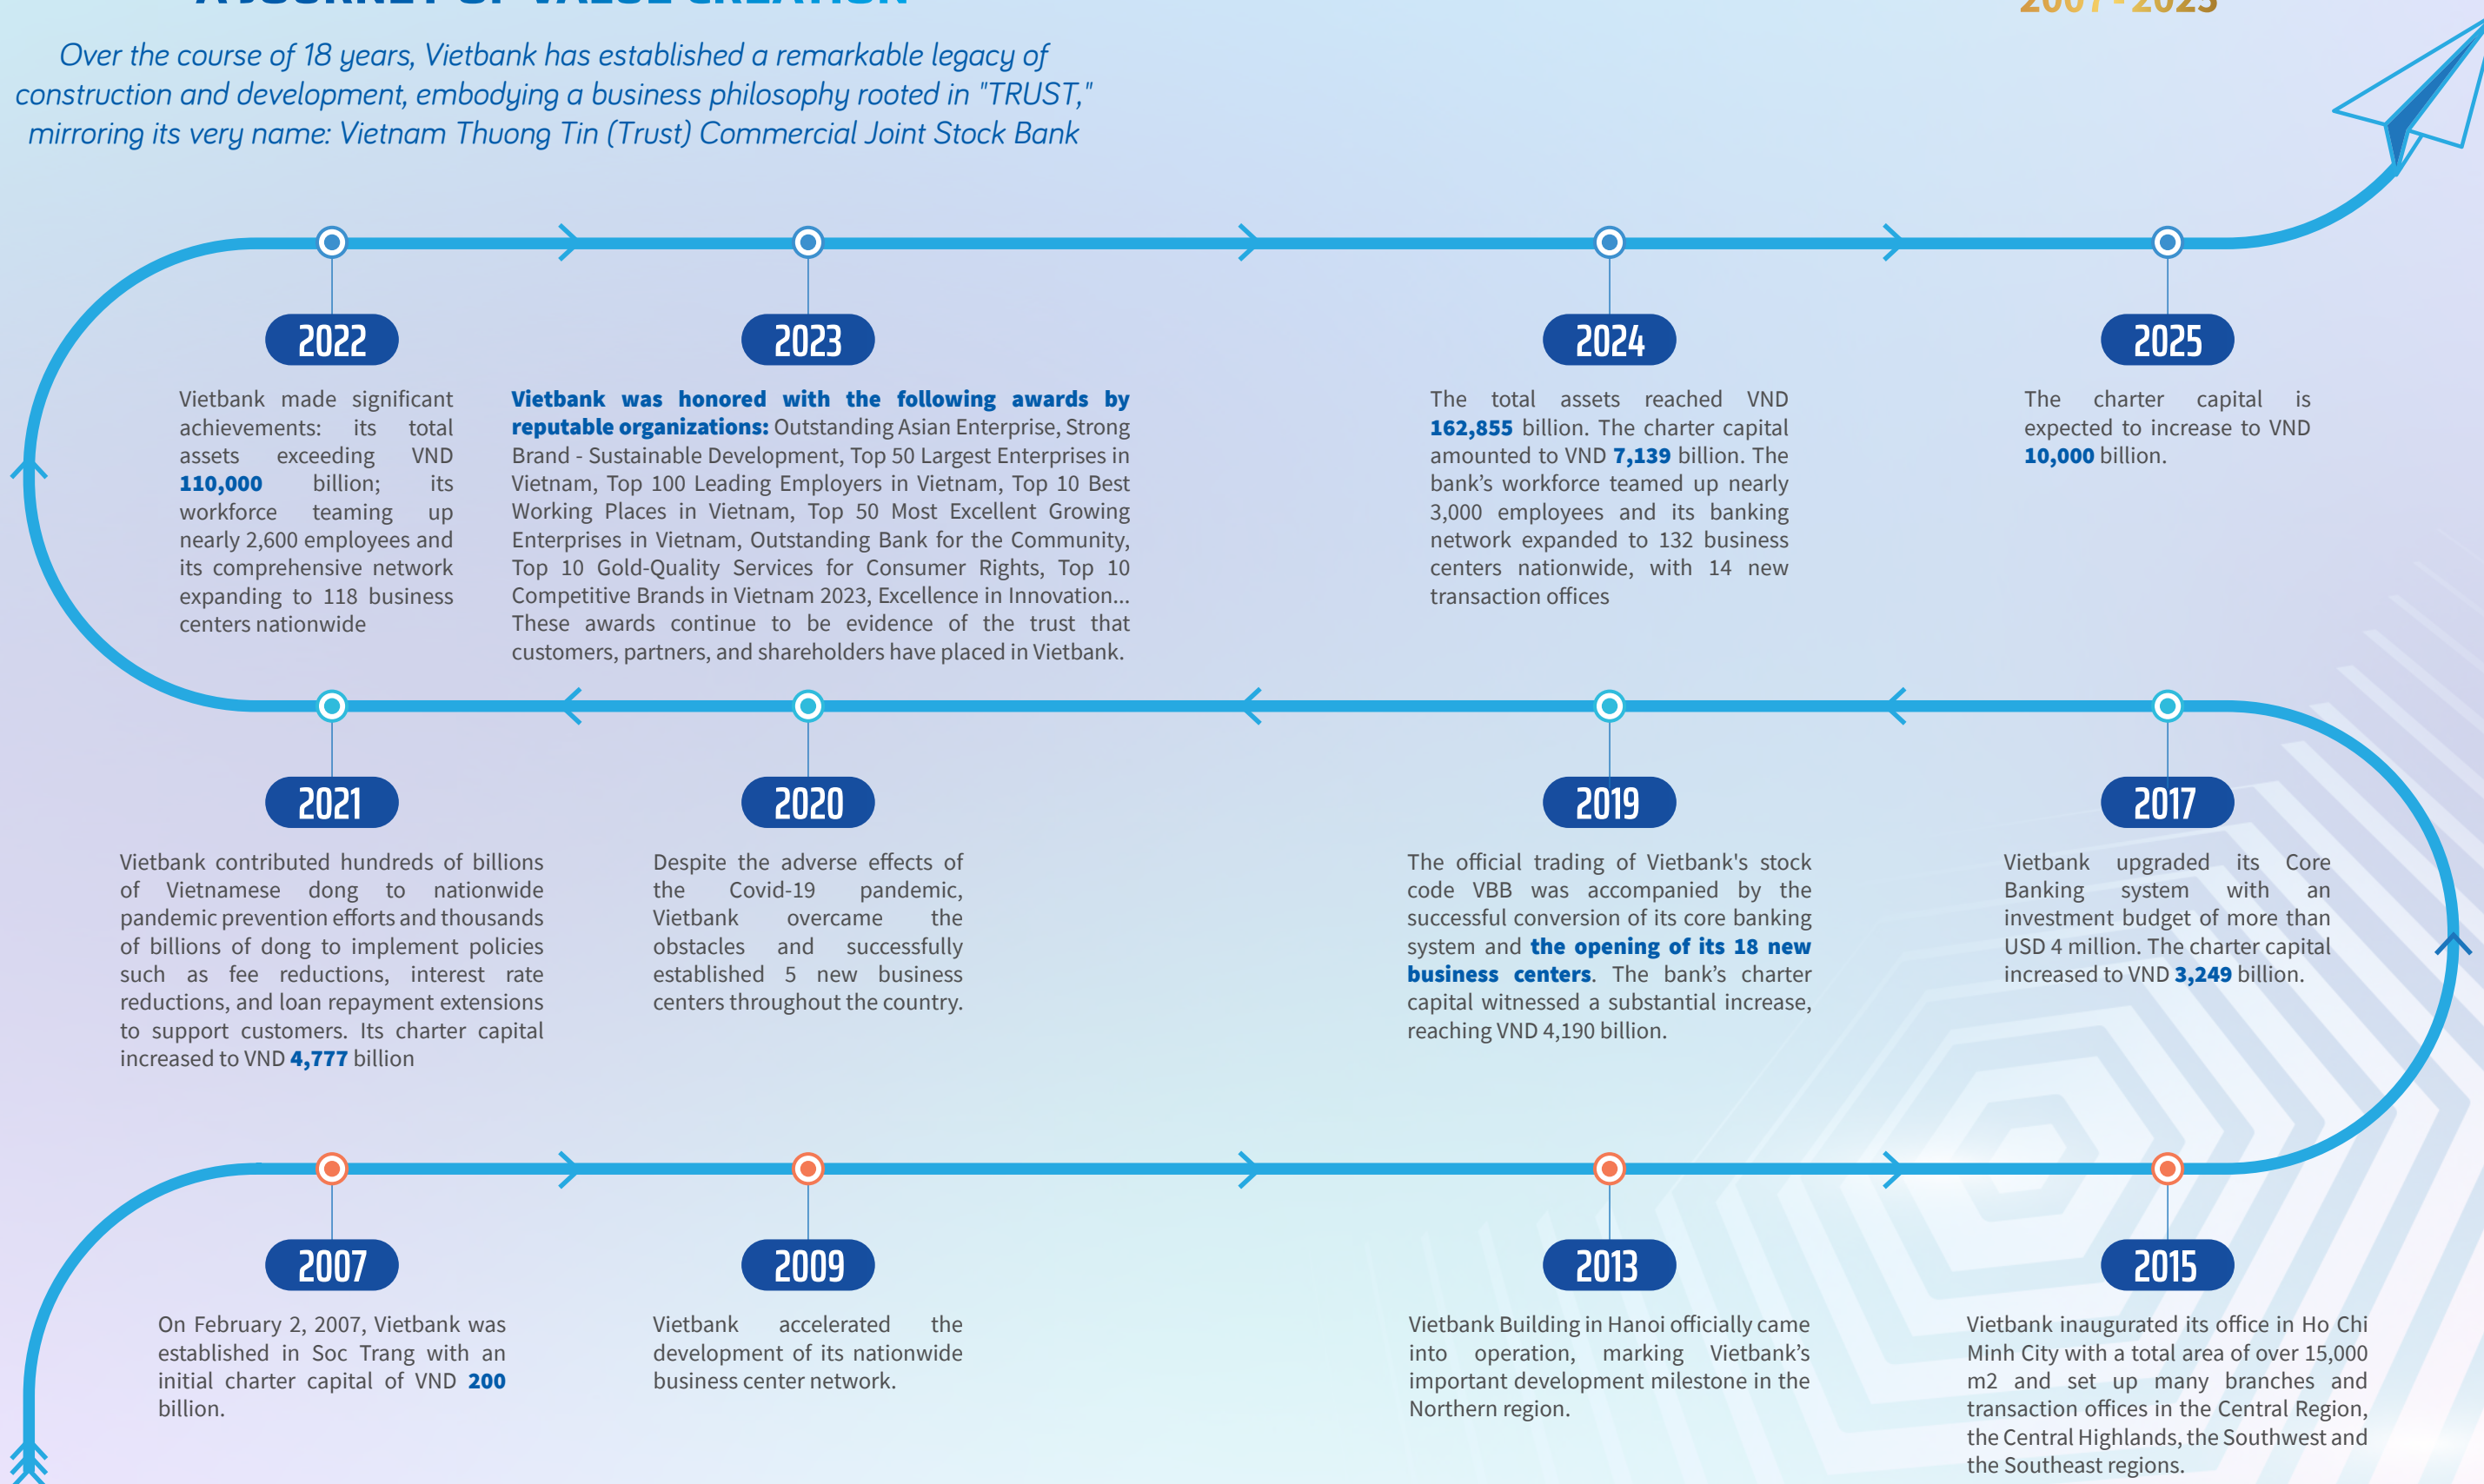 A JOURNEY OF VALUE CREATION
2007 - 2025
Over the course of 18 years, Vietbank has established a remarkable legacy of
construction and development, embodying a business philosophy rooted in "TRUST,"
mirroring its very name: Vietnam Thuong Tin (Trust) Commercial Joint Stock Bank
2022
Vietbank made significant
achievements: its total
assets exceeding VND
110,000 billion; its
workforce teaming up
nearly 2,600 employees and
its comprehensive network
expanding to 118 business
centers nationwide
2023
Vietbank was honored with the following awards by
reputable organizations: Outstanding Asian Enterprise, Strong
Brand - Sustainable Development, Top 50 Largest Enterprises in
Vietnam, Top 100 Leading Employers in Vietnam, Top 10 Best
Working Places in Vietnam, Top 50 Most Excellent Growing
Enterprises in Vietnam, Outstanding Bank for the Community,
Top 10 Gold-Quality Services for Consumer Rights, Top 10
Competitive Brands in Vietnam 2023, Excellence in Innovation...
These awards continue to be evidence of the trust that
customers, partners, and shareholders have placed in Vietbank.
2024
The total assets reached VND
162,855 billion. The charter capital
amounted to VND 7,139 billion. The
bank’s workforce teamed up nearly
3,000 employees and its banking
network expanded to 132 business
centers nationwide, with 14 new
transaction offices
2025
The charter capital is
expected to increase to VND
10,000 billion.
2021
Vietbank contributed hundreds of billions
of Vietnamese dong to nationwide
pandemic prevention efforts and thousands
of billions of dong to implement policies
such as fee reductions, interest rate
reductions, and loan repayment extensions
to support customers. Its charter capital
increased to VND 4,777 billion
2020
Despite the adverse effects of
the Covid-19 pandemic,
Vietbank overcame the
obstacles and successfully
established 5 new business
centers throughout the country.
2019
The official trading of Vietbank's stock
code VBB was accompanied by the
successful conversion of its core banking
system and the opening of its 18 new
business centers. The bank’s charter
capital witnessed a substantial increase,
reaching VND 4,190 billion.
2017
Vietbank upgraded its Core
Banking system with an
investment budget of more than
USD 4 million. The charter capital
increased to VND 3,249 billion.
2007
On February 2, 2007, Vietbank was
established in Soc Trang with an
initial charter capital of VND 200
billion.
2009
Vietbank accelerated the
development of its nationwide
business center network.
2013
Vietbank Building in Hanoi officially came
into operation, marking Vietbank’s
important development milestone in the
Northern region.
2015
Vietbank inaugurated its office in Ho Chi
Minh City with a total area of over 15,000
m2 and set up many branches and
transaction offices in the Central Region,
the Central Highlands, the Southwest and
the Southeast regions.